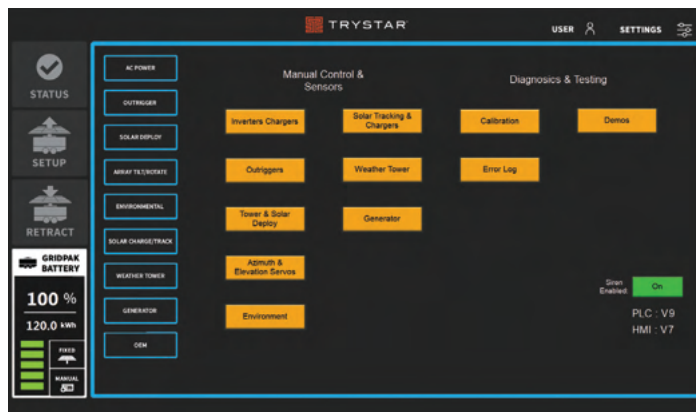 TRYSTAR
USER
SETTINGS
STATUS
SETUP
RETRACT
GRIDPAK
BATTERY
100 %
120.0 kWh
FIXED
MANUAL
AC POWER
OUTRIGGER
SOLAR DEPLOY
ARRAY TILT/ROTATE
ENVIRONMENTAL
SOLAR CHARGE/TRACK
WEATHER TOWER
GENERATOR
OEM
Manual Control &
Sensors
Inverters Chargers
Solar Tracking &
Chargers
Outriggers
Weather Tower
Tower & Solar
Deploy
Generator
Azimuth &
Elevation Servos
Environment
Diagnostics & Testing
Calibration
Demos
Error Log
Siren
Enabled:
On
PLC : V9
HMI : V7